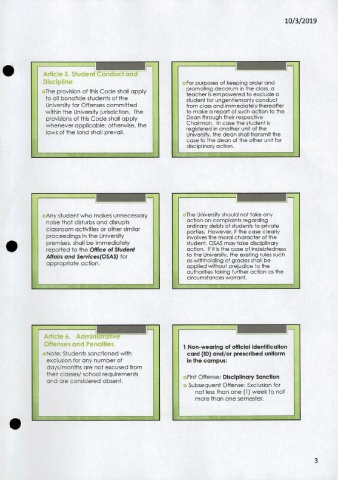 10/3/2019
Article 5. Student Conduct and
Discipline
The provision of this Code shall apply
to all bonafide students of the
University for Offenses committed
within the University jurisdiction. The
provisions of this Code shall apply
whenever applicable; otherwise, the
laws of the land shall prevail.
For purposes of keeping order and
promoting decorum in the class, a
teacher is empowered to exclude a
student for ungentlemanly conduct
from class and immediately thereafter
to make a report of such action to the
Dean through their respective
Chairman. In case the student is
registered in another unit of the
University, the dean shall transmit the
case to the dean of the other unit for
disciplinary action.
Any student who makes unnecessary
noise that disturbs and disrupts
classroom activities or other similar
proceedings in the University
premises, shall be immediately
reported to the Office of Student
Affairs and Services(OSAS) for
appropriate action.
The University should not take any
action on complaints regarding
ordinary debts of students to private
parties. However, if the case clearly
involves the moral character of the
student, OSAS may take disciplinary
action. If it is the case of indebtedness
to the University, the existing rules such
as withholding of grades shall be
applied without prejudice to the
authorities taking further action as the
circumstances warrant.
Article 6. Administrative
Offenses and Penalties
Note: Students sanctioned with
exclusion for any number of
days/months are not excused from
their classes/ school requirements
and are considered absent.
1.Non-wearing of official identification
card (ID) and/or prescribed uniform
in the campus:
First Offense: Disciplinary Sanction
Subsequent Offense: Exclusion for
not less than one (1) week to not
more than one semester.
3